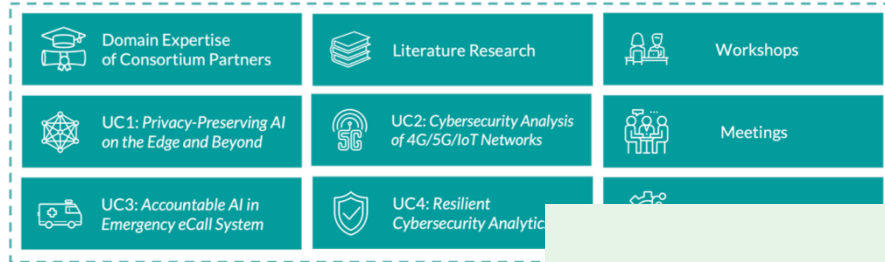 Domain Expertise
of Consortium Partners
Literature Research
Workshops
UC1: Privacy-Preserving AI
on the Edge and Beyond
UC2: Cybersecurity Analysis
of 4G/5G/IoT Networks
5G
Meetings
UC3: Accountable AI in
Emergency eCall System
UC4: Resilient
Cybersecurity Analytic